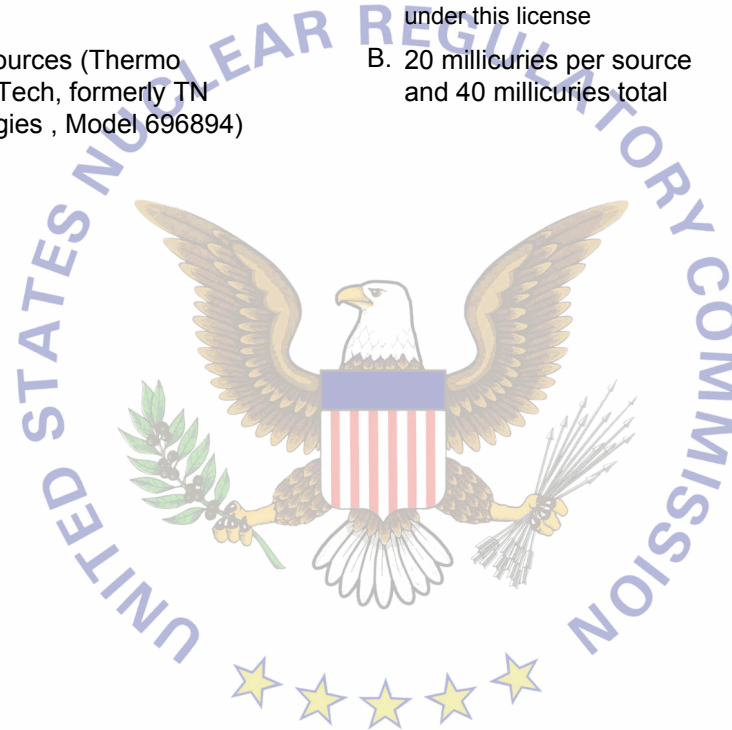 under this license
ources (Thermo
Tech, formerly TN
gies , Model 696894)
B. 20 millicuries per source
and 40 millicuries total
UNITED STATES NUCLEAR REGULATORY COMMISSION